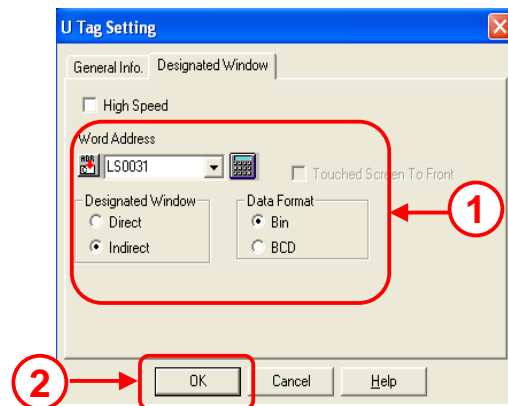 U Tag Setting
General Info. Designated Window
High Speed
Word Address
ADR
LS0031
Touched Screen To Front
Designated Window Data Format
Direct Bin
Indirect BCD
1
2
OK Cancel Help